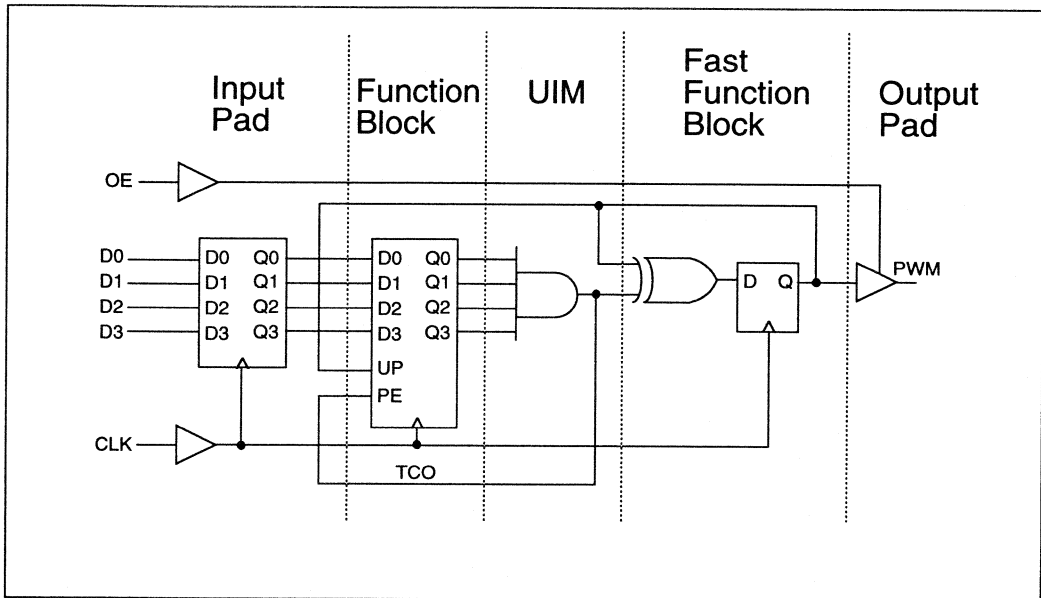 Input
Pad
Function
Block
UIM
Fast
Function
Block
Output
Pad
OE
D0
D1
D2
D3
D0 Q0
D1 Q1
D2 Q2
D3 Q3
D0 Q0
D1 Q1
D2 Q2
D3 Q3
UP
PE
D Q
PWM
CLK
TCO